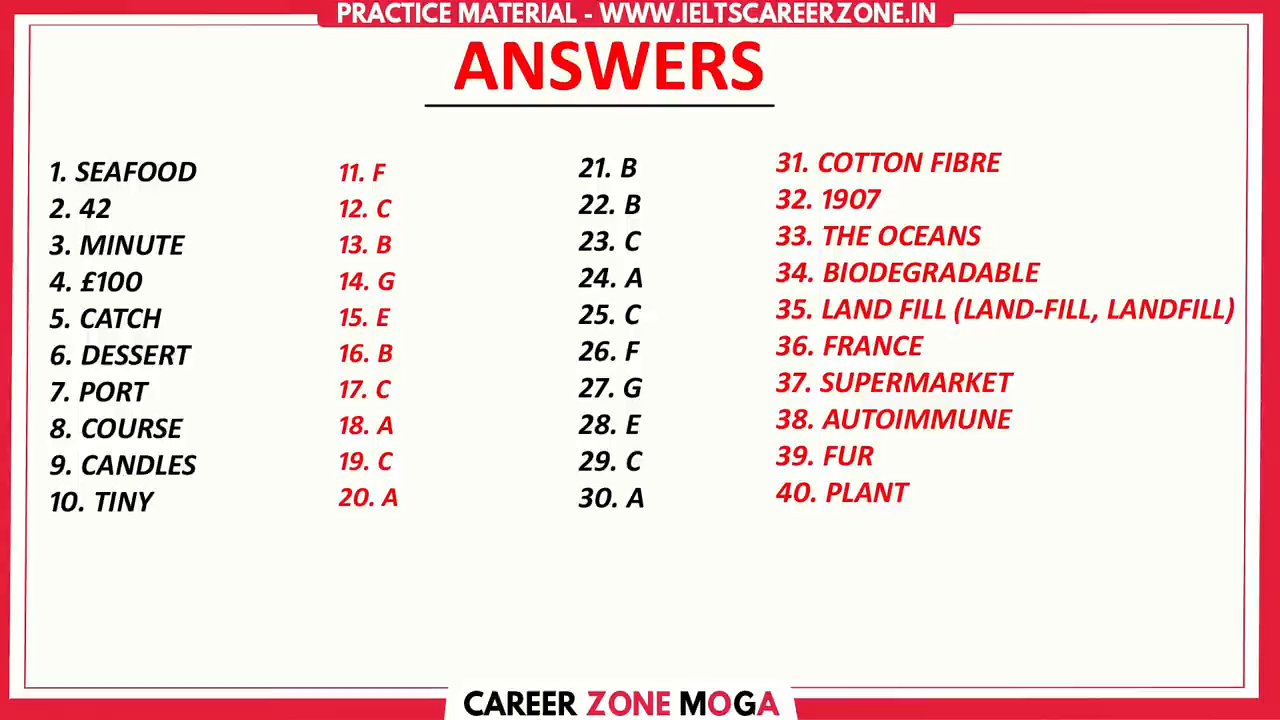 PRACTICE MATERIAL - WWW.IELTSCAREERZONE.IN
ANSWERS
1. SEAFOOD
2. 42
3. MINUTE
4. £100
5. CATCH
6. DESSERT
7. PORT
8. COURSE
9. CANDLES
10. TINY
11. F
12. C
13. B
14. G
15. E
16. B
17. C
18. A
19. C
20. A
21. B
22. B
23. C
24. A
25. C
26. F
27. G
28. E
29. C
30. A
31. COTTON FIBRE
32. 1907
33. THE OCEANS
34. BIODEGRADABLE
35. LAND FILL (LAND-FILL, LANDFILL)
36. FRANCE
37. SUPERMARKET
38. AUTOIMMUNE
39. FUR
40. PLANT
CAREER ZONE MOGA